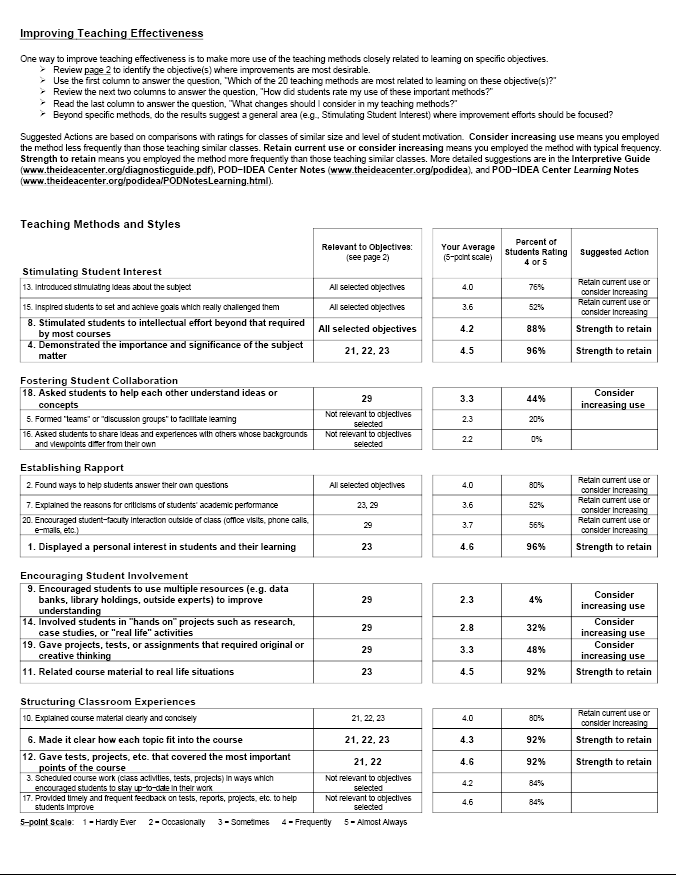 Improving Teaching Effectiveness
One way to improve teaching effectiveness is to make more use of the teaching methods closely related to learning on specific objectives.
➢ Review page 2 to identify the objective(s) where improvements are most desirable.
➢ Use the first column to answer the question, "Which of the 20 teaching methods are most related to learning on these objective(s)?"
➢ Review the next two columns to answer, "How did students rate my use of these important methods?"
➢ Read the last column to answer the question, "What changes should I consider in my teaching methods?"
➢ Beyond specific methods, do the results suggest a general area (e.g., Stimulating Student Interest) where improvement efforts should be focused?
Suggested Actions are based on comparisons with ratings for classes of similar size and level of student motivation. Consider increasing use means you employed
the method less frequently than those teaching similar classes. Retain current use or consider increasing means you employed the method with typical frequency.
Strength to retain means you employed the method more frequently than those teaching similar classes. More detailed suggestions are in the Interpretive Guide
(www.theideacenter.org/diagnosticguide.pdf), POD-IDEA Center Notes (www.theideacenter.org/podidea), and POD-IDEA Center Learning Notes
(www.theideacenter.org/podidea/PODNotesLearning.html).
Teaching Methods and Styles
Relevant to Objectives: (see page 2) Your Average (5-point scale) Percent of Students Rating 4 or 5 Suggested Action
Stimulating Student Interest
13. Introduced stimulating ideas about the subject All selected objectives 4.0 76% Retain current use or consider increasing
15. Inspired students to set and achieve goals which really challenged them All selected objectives 3.6 52% Retain current use or consider increasing
8. Stimulated students to intellectual effort beyond that required by most courses All selected objectives 4.2 88% Strength to retain
4. Demonstrated the importance and significance of the subject matter 21, 22, 23 4.5 96% Strength to retain
Fostering Student Collaboration
18. Asked students to help each other understand ideas or concepts 29 3.3 44% Consider increasing use
5. Formed "teams" or "discussion groups" to facilitate learning Not relevant to objectives selected 2.3 20%
16. Asked students to share ideas and experiences with others whose backgrounds and viewpoints differ from their own Not relevant to objectives selected 2.2 0%
Establishing Rapport
2. Found ways to help students answer their own questions All selected objectives 4.0 80% Retain current use or consider increasing
7. Explained the reasons for criticisms of students' academic performance 23, 29 3.6 52% Retain current use or consider increasing
20. Encouraged student-faculty interaction outside of class (office visits, phone calls, e-mails, etc.) 29 3.7 56% Retain current use or consider increasing
1. Displayed a personal interest in students and their learning 23 4.6 96% Strength to retain
Encouraging Student Involvement
9. Encouraged students to use multiple resources (e.g. data banks, library holdings, outside experts) to improve understanding 29 2.3 4% Consider increasing use
14. Involved students in "hands on" projects such as research, case studies, or "real life" activities 29 2.8 32% Consider increasing use
19. Gave projects, tests, or assignments that required original or creative thinking 29 3.3 48% Consider increasing use
11. Related course material to real life situations 23 4.5 92% Strength to retain
Structuring Classroom Experiences
10. Explained course material clearly and concisely 21, 22, 23 4.0 80% Retain current use or consider increasing
6. Made it clear how each topic fit into the course 21, 22, 23 4.3 92% Strength to retain
12. Gave tests, projects, etc. that covered the most important points of the course 21, 22 4.6 92% Strength to retain
3. Scheduled course work (class activities, tests, projects) in ways which encouraged students to stay up-to-date in their work Not relevant to objectives selected 4.2 84%
17. Provided timely and frequent feedback on tests, reports, projects, etc. to help students improve Not relevant to objectives selected 4.6 84%
5-point Scale: 1 = Hardly Ever 2 = Occasionally 3 = Sometimes 4 = Frequently 5 = Almost Always